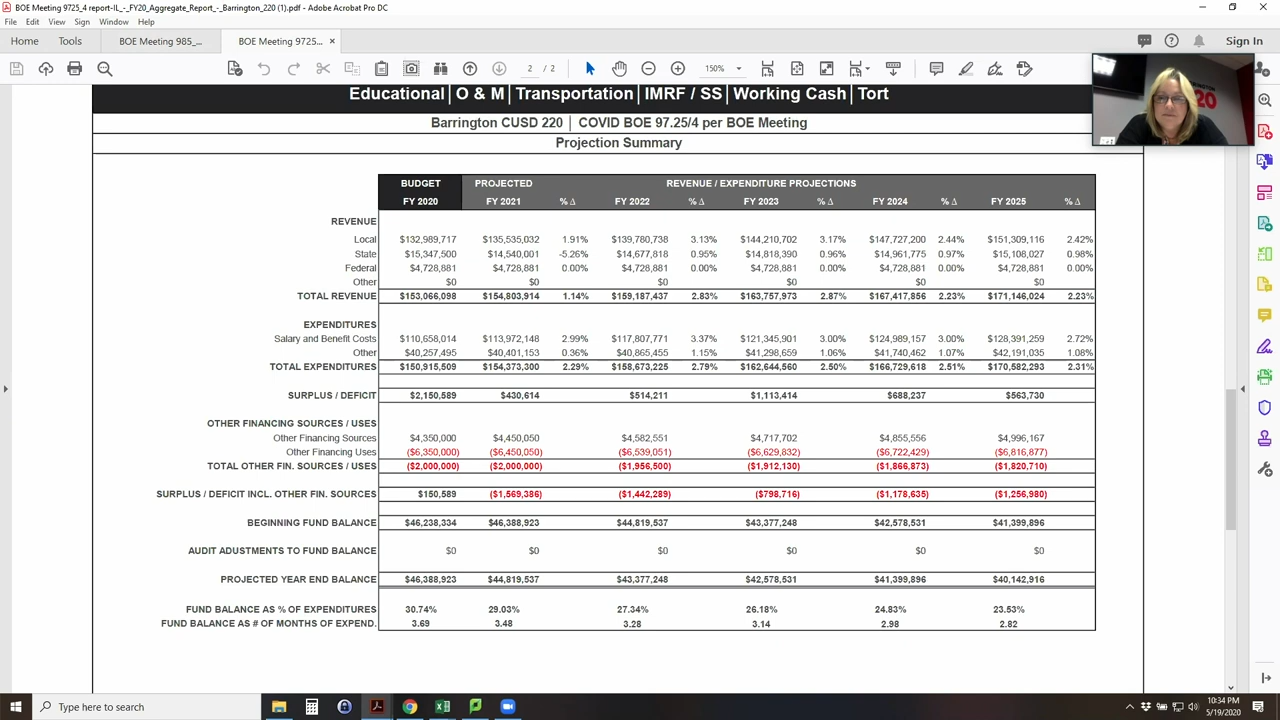 BOE Meeting 9725_4 report-IL_-_FY20_Aggregate_Report_-_Barrington_220 (1).pdf - Adobe Acrobat Pro DC
File Edit View Sign Window Help
Home Tools BOE Meeting 985_... BOE Meeting 9725... × Sign In
2 150%
Educational | O & M | Transportation | IMRF / SS | Working Cash | Tort
Barrington CUSD 220 | COVID BOE 97.25/4 per BOE Meeting
Projection Summary
BUDGET PROJECTED REVENUE / EXPENDITURE PROJECTIONS
FY 2020 FY 2021 % Δ FY 2022 % Δ FY 2023 % Δ FY 2024 % Δ FY 2025 % Δ
REVENUE
Local $132,989,717 $135,535,032 1.91% $139,780,738 3.13% $144,210,702 3.17% $147,727,200 2.44% $151,309,116 2.42%
State $15,347,500 $14,540,001 -5.26% $14,677,818 0.95% $14,818,390 0.96% $14,961,775 0.97% $15,108,027 0.98%
Federal $4,728,881 $4,728,881 0.00% $4,728,881 0.00% $4,728,881 0.00% $4,728,881 0.00% $4,728,881 0.00%
Other $0 $0 $0 $0 $0 $0
TOTAL REVENUE $153,066,098 $154,803,914 1.14% $159,187,437 2.83% $163,757,973 2.87% $167,417,856 2.23% $171,146,024 2.23%
EXPENDITURES
Salary and Benefit Costs $110,658,014 $113,972,148 2.99% $117,807,771 3.37% $121,345,901 3.00% $124,989,157 3.00% $128,391,259 2.72%
Other $40,257,495 $40,401,153 0.36% $40,865,455 1.15% $41,298,659 1.06% $41,740,462 1.07% $42,191,035 1.08%
TOTAL EXPENDITURES $150,915,509 $154,373,300 2.29% $158,673,225 2.79% $162,644,560 2.50% $166,729,618 2.51% $170,582,293 2.31%
SURPLUS / DEFICIT $2,150,589 $430,614 $514,211 $1,113,414 $688,237 $563,730
OTHER FINANCING SOURCES / USES
Other Financing Sources $4,350,000 $4,450,050 $4,582,551 $4,717,702 $4,855,556 $4,996,167
Other Financing Uses ($6,350,000) ($6,450,050) ($6,539,051) ($6,629,832) ($6,722,429) ($6,816,877)
TOTAL OTHER FIN. SOURCES / USES ($2,000,000) ($2,000,000) ($1,956,500) ($1,912,130) ($1,866,873) ($1,820,710)
SURPLUS / DEFICIT INCL. OTHER FIN. SOURCES $150,589 ($1,569,386) ($1,442,289) ($798,716) ($1,178,635) ($1,256,980)
BEGINNING FUND BALANCE $46,238,334 $46,388,923 $44,819,537 $43,377,248 $42,578,531 $41,399,896
AUDIT ADUSTMENTS TO FUND BALANCE $0 $0 $0 $0 $0 $0
PROJECTED YEAR END BALANCE $46,388,923 $44,819,537 $43,377,248 $42,578,531 $41,399,896 $40,142,916
FUND BALANCE AS % OF EXPENDITURES 30.74% 29.03% 27.34% 26.18% 24.83% 23.53%
FUND BALANCE AS # OF MONTHS OF EXPEND. 3.69 3.48 3.28 3.14 2.98 2.82
Type here to search
10:34 PM
5/19/2020